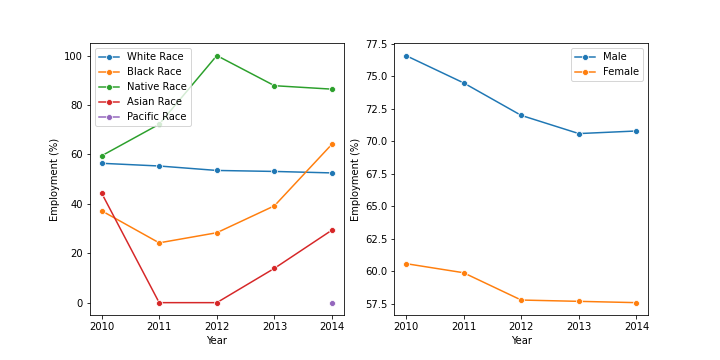 100
80
60
40
20
0
Employment (%)
White Race
Black Race
Native Race
Asian Race
Pacific Race
2010 2011 2012 2013 2014
Year
77.5
75.0
72.5
70.0
67.5
65.0
62.5
60.0
57.5
Employment (%)
Male
Female
2010 2011 2012 2013 2014
Year